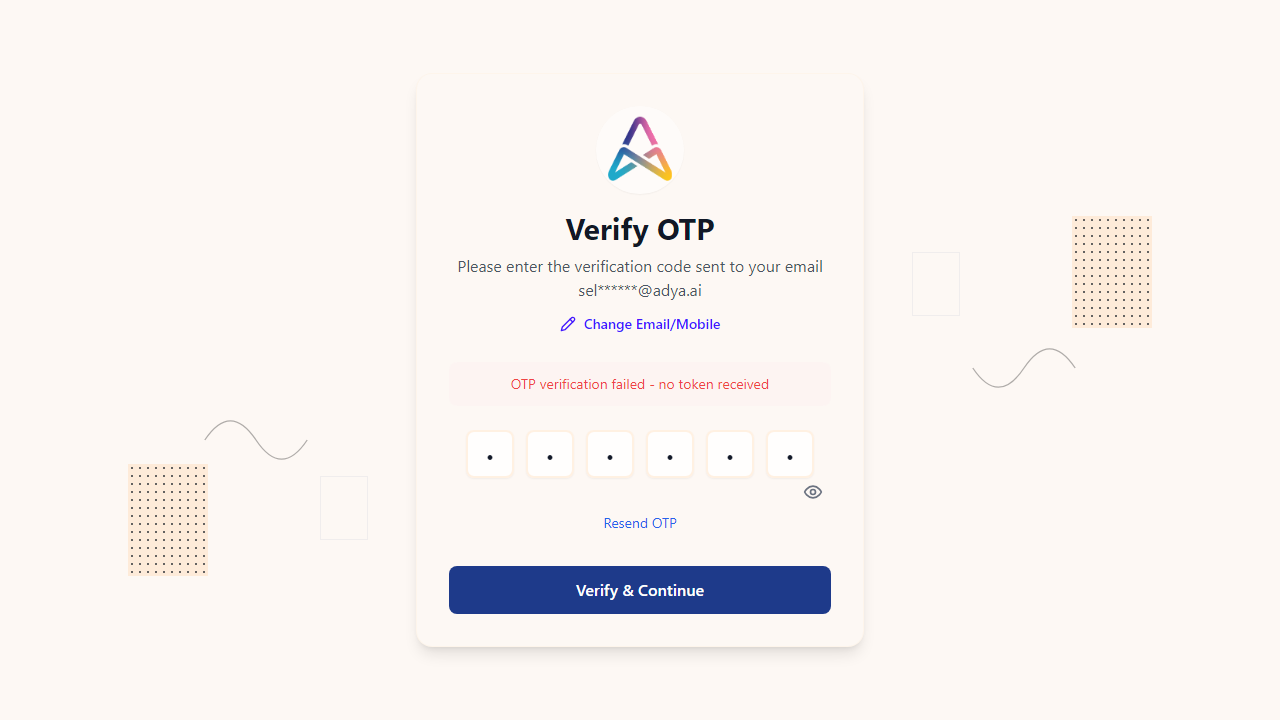 Verify OTP
Please enter the verification code sent to your email
sel******@adya.ai
Change Email/Mobile
OTP verification failed - no token received
Resend OTP
Verify & Continue